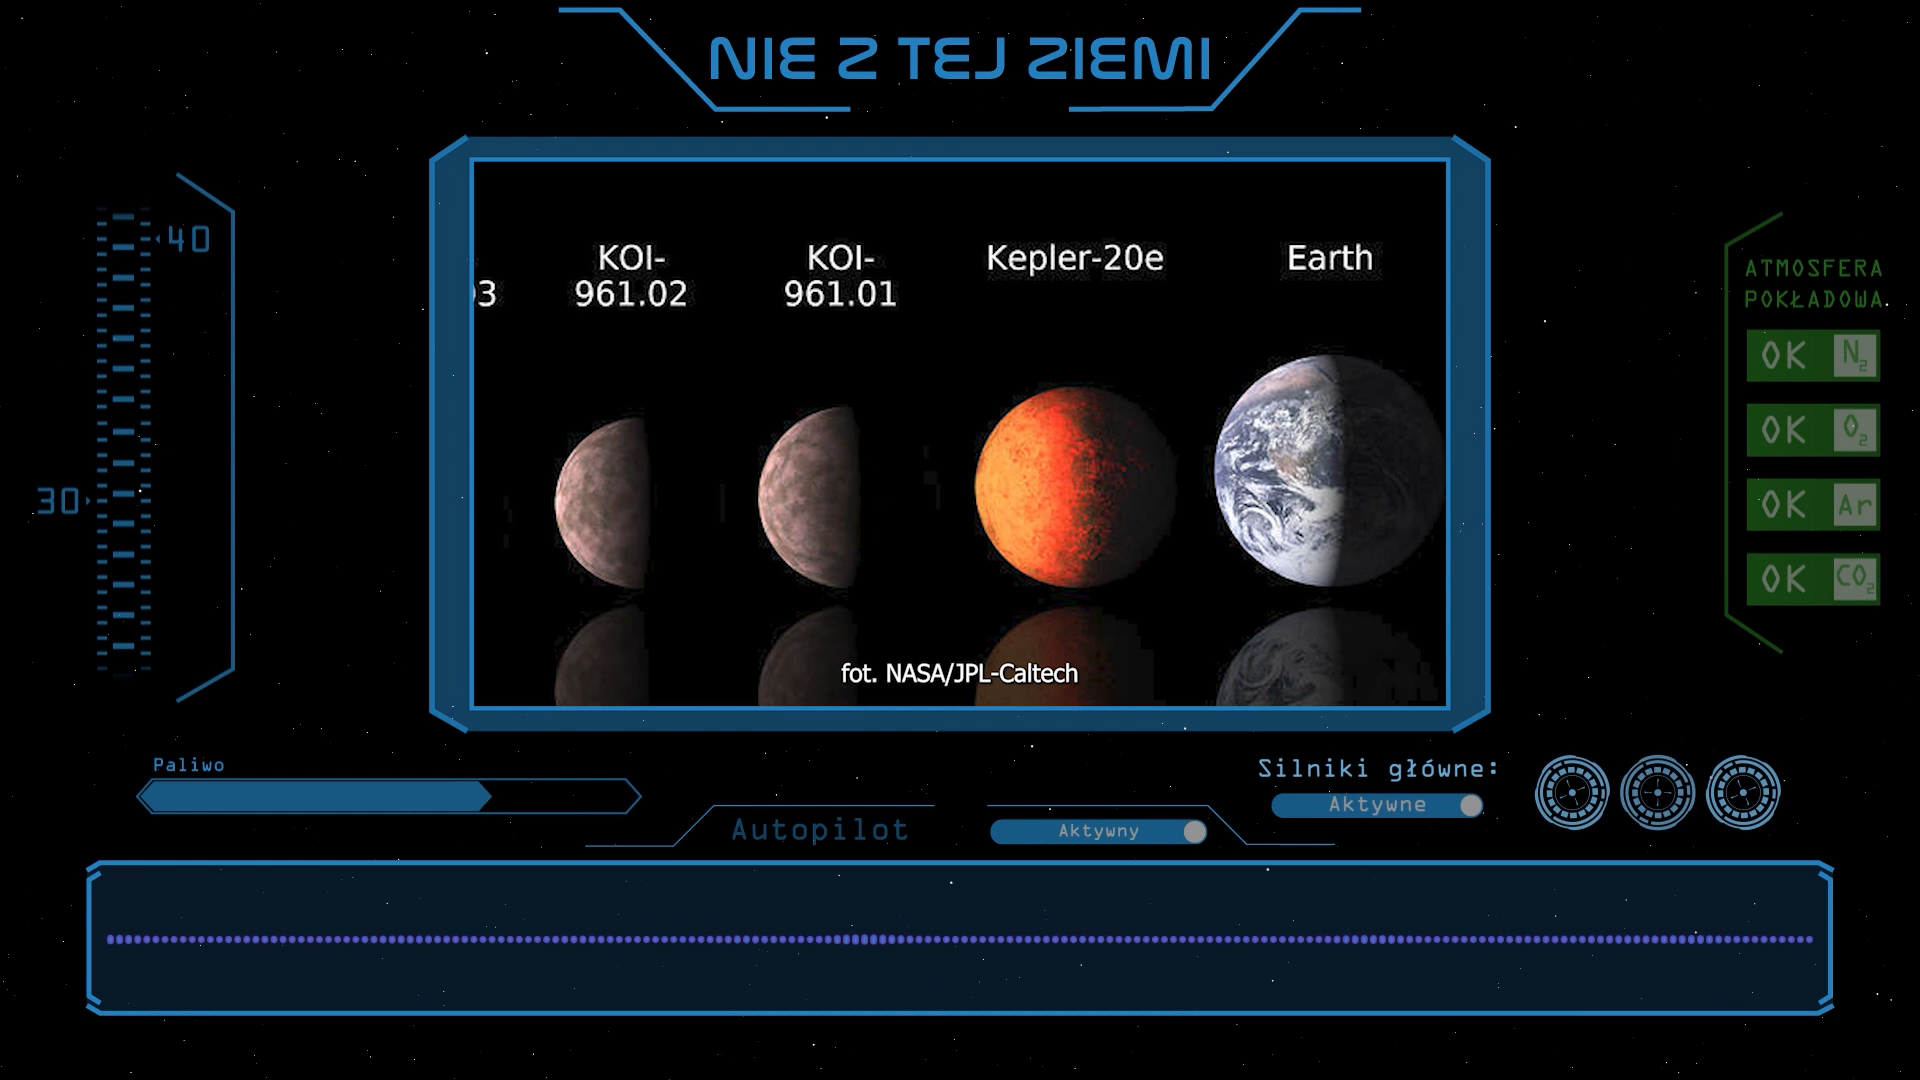 NIE Z TEJ ZIEMI
40
30
03
KOI-
961.02
KOI-
961.01
Kepler-20e
Earth
fot. NASA/JPL-Caltech
ATMOSFERA
POKŁADOWA
OK N₂
OK O₂
OK Ar
OK CO₂
Paliwo
Silniki główne:
Aktywne
Autopilot
Aktywny